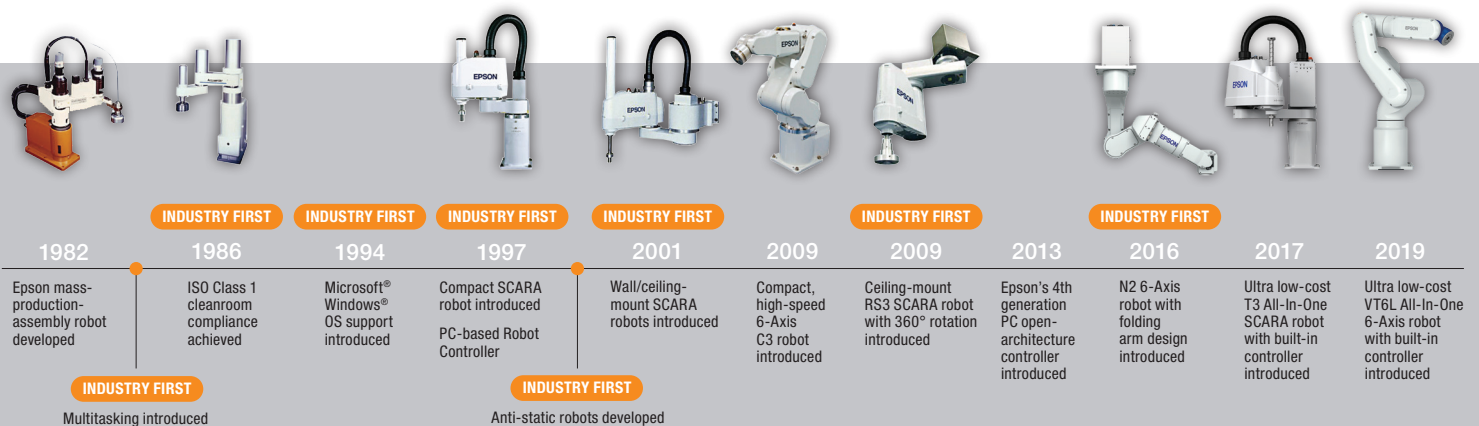 EPSON
EPSON
EPSON
EPSON
EPSON
EPSON
EPSON
INDUSTRY FIRST
INDUSTRY FIRST
INDUSTRY FIRST
INDUSTRY FIRST
INDUSTRY FIRST
INDUSTRY FIRST
1982
1986
1994
1997
2001
2009
2009
2013
2016
2017
2019
Epson mass-
production-
assembly robot
developed
ISO Class 1
cleanroom
compliance
achieved
Microsoft®
Windows®
OS support
introduced
Compact SCARA
robot introduced
PC-based Robot
Controller
Wall/ceiling-
mount SCARA
robots introduced
Compact,
high-speed
6-Axis
C3 robot
introduced
Ceiling-mount
RS3 SCARA robot
with 360° rotation
introduced
Epson’s 4th
generation
PC open-
architecture
controller
introduced
N2 6-Axis
robot with
folding
arm design
introduced
Ultra low-cost
T3 All-In-One
SCARA robot
with built-in
controller
introduced
Ultra low-cost
VT6L All-In-One
6-Axis robot
with built-in
controller
introduced
INDUSTRY FIRST
Multitasking introduced
INDUSTRY FIRST
Anti-static robots developed